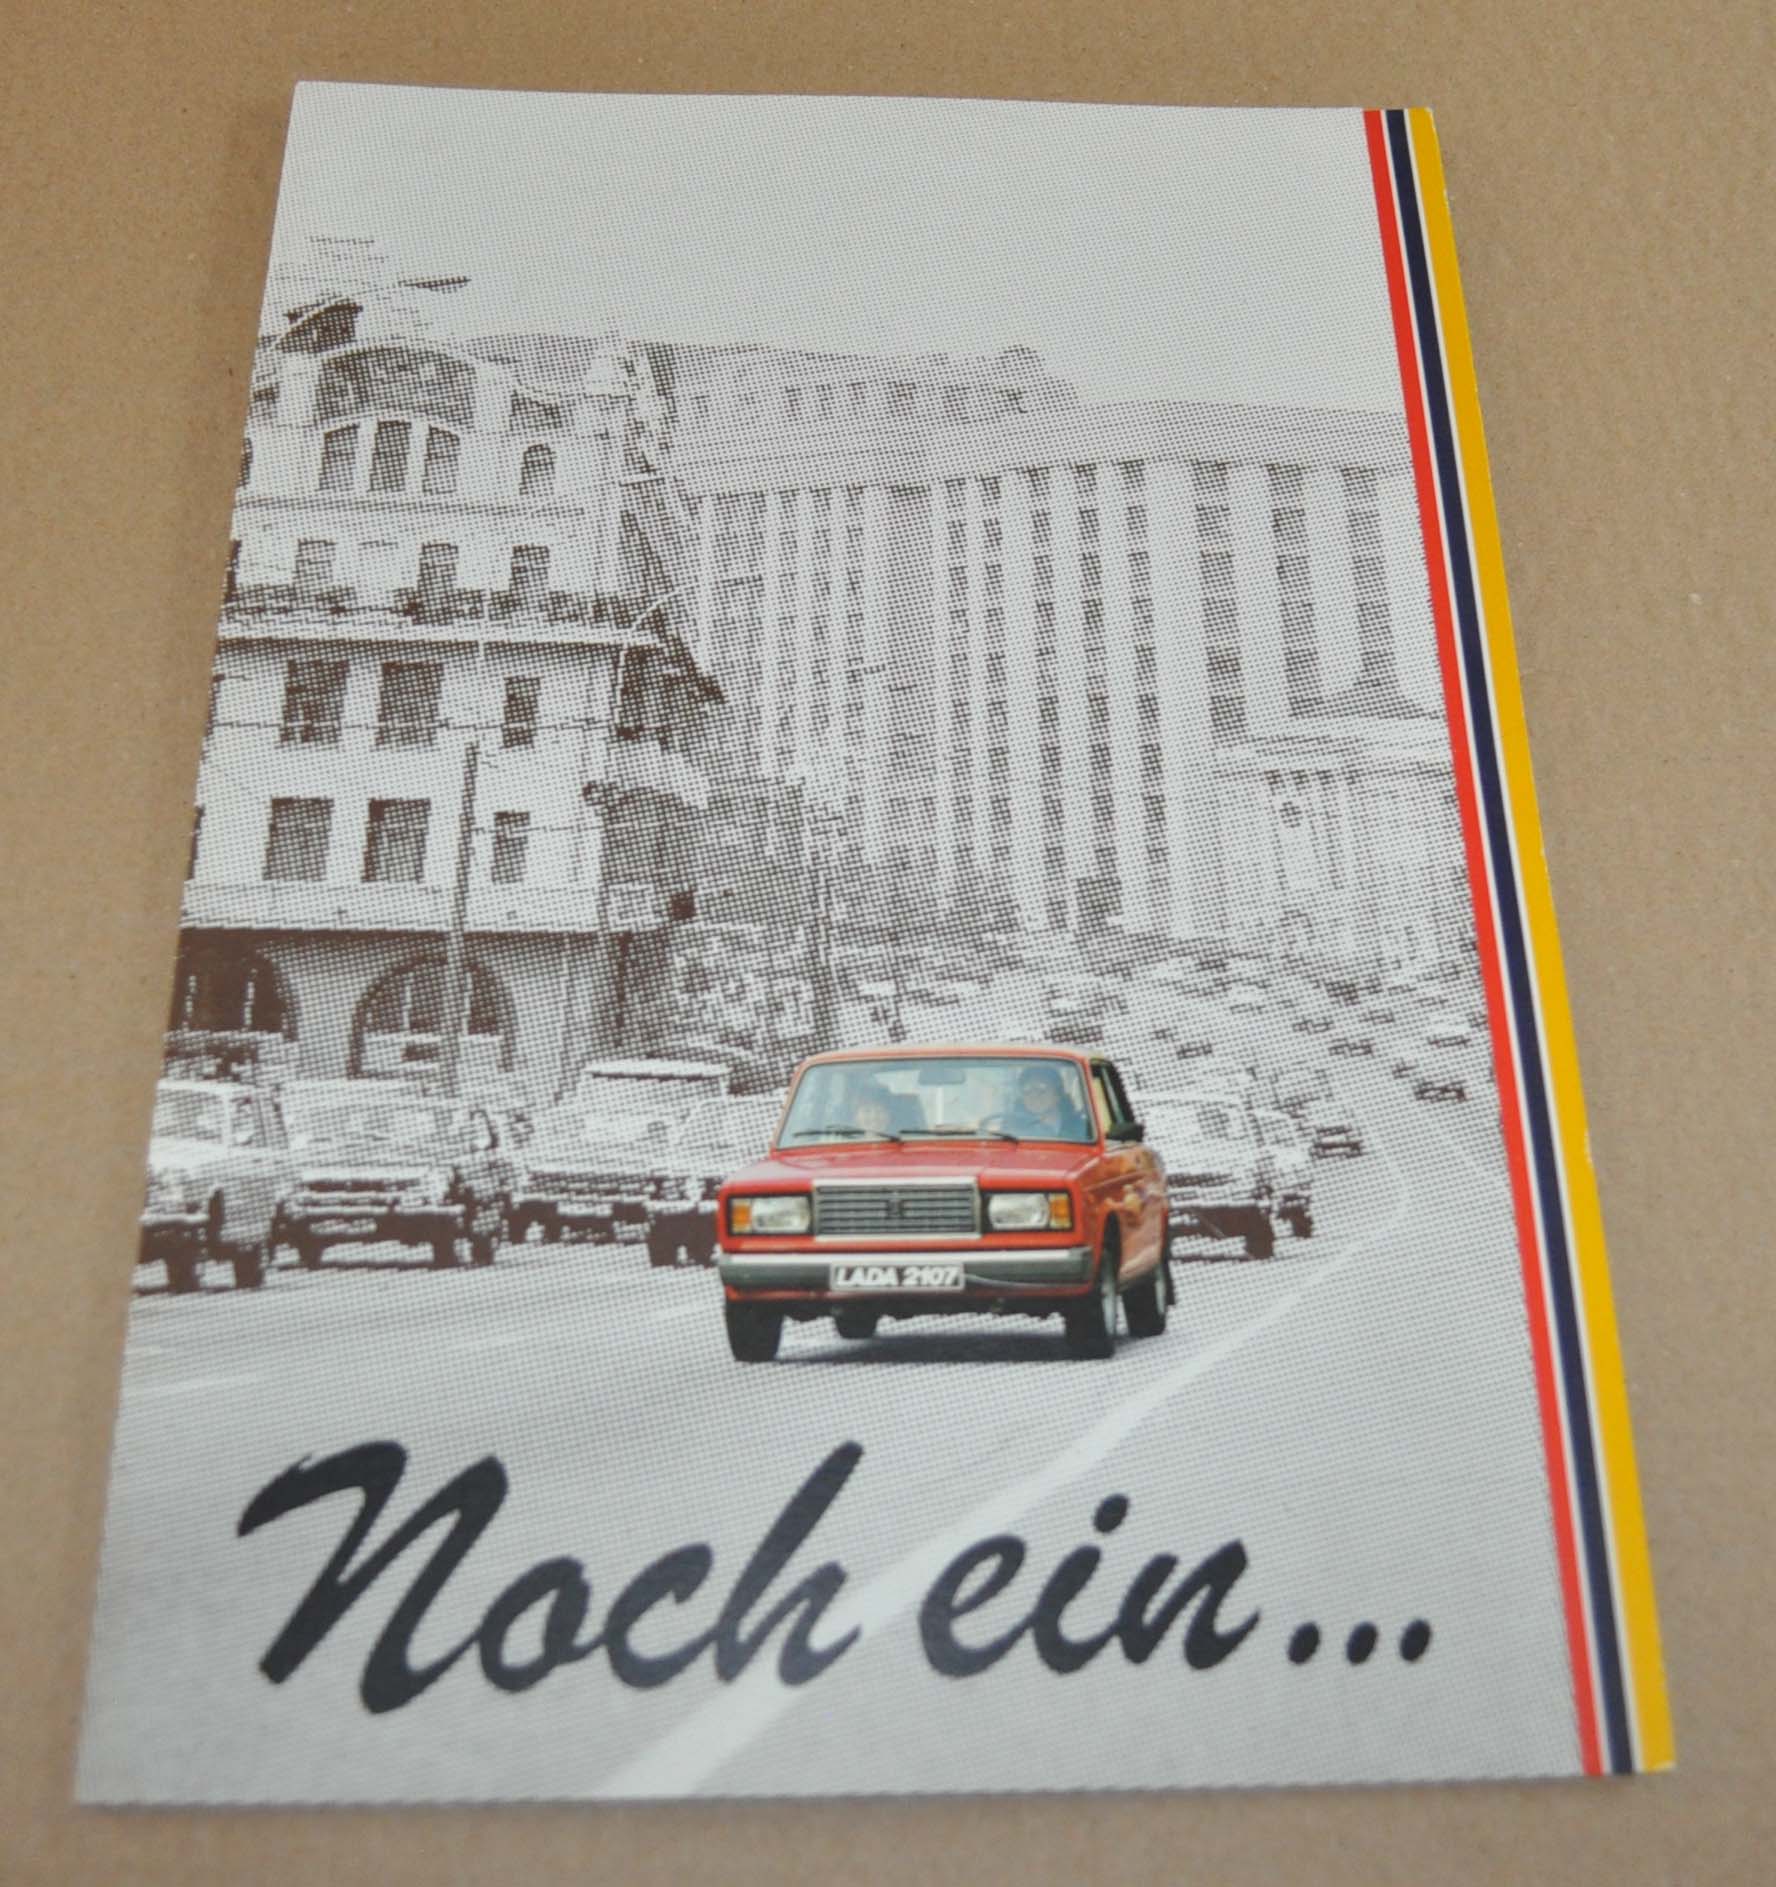 LADA 2107
Noch ein...